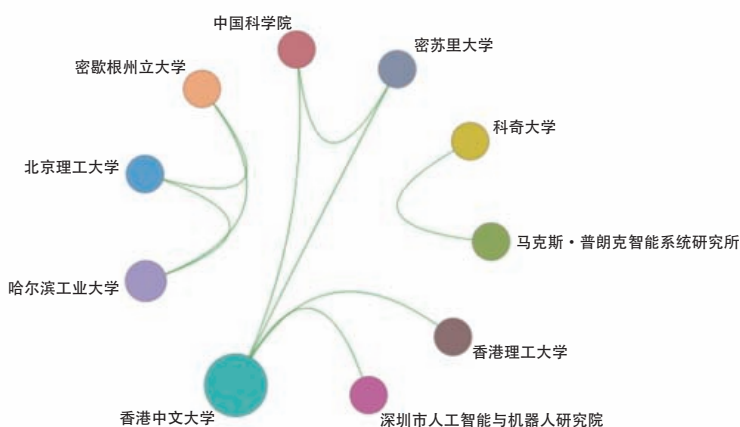 中国科学院
密苏里大学
密歇根州立大学
科奇大学
北京理工大学
马克斯·普朗克智能系统研究所
哈尔滨工业大学
香港理工大学
香港中文大学
深圳市人工智能与机器人研究院